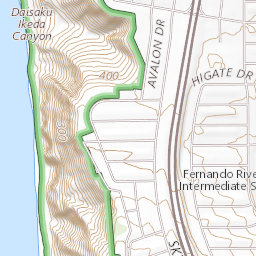 Daisaku
Ikeda
Canyon
400
AVALON DR
HIGATE DR
300
Fernando Rive
Intermediate S
SK